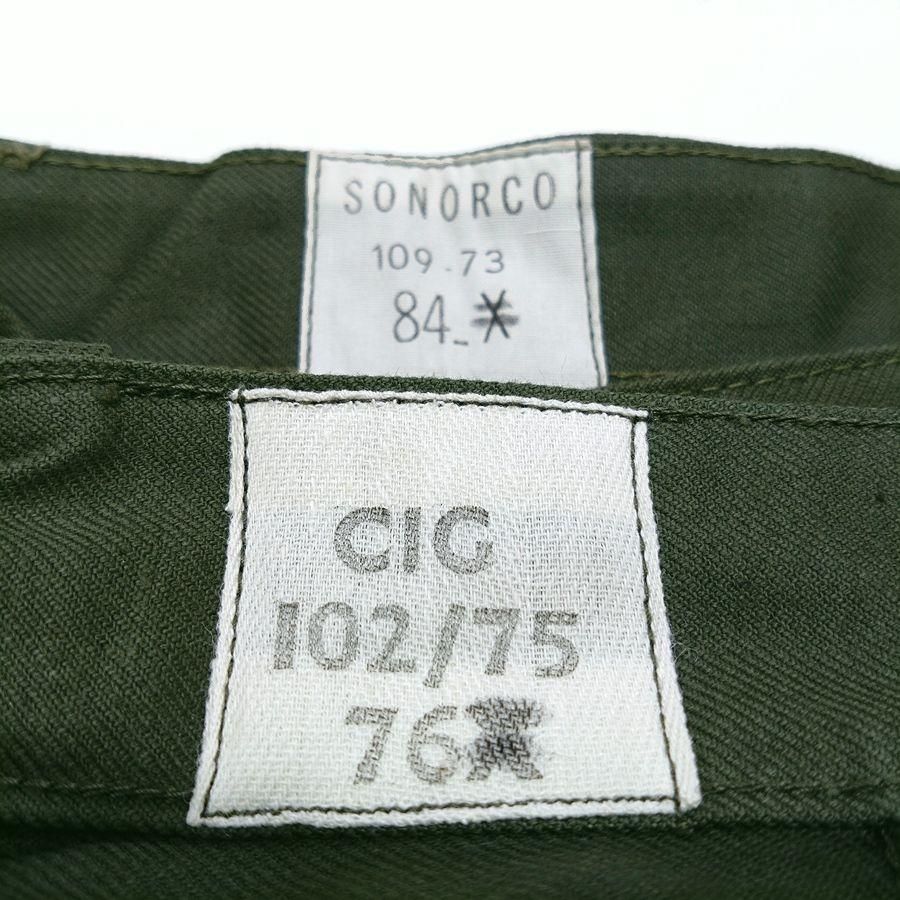 SONORCO
109.73
84-
CIG
102/75
76